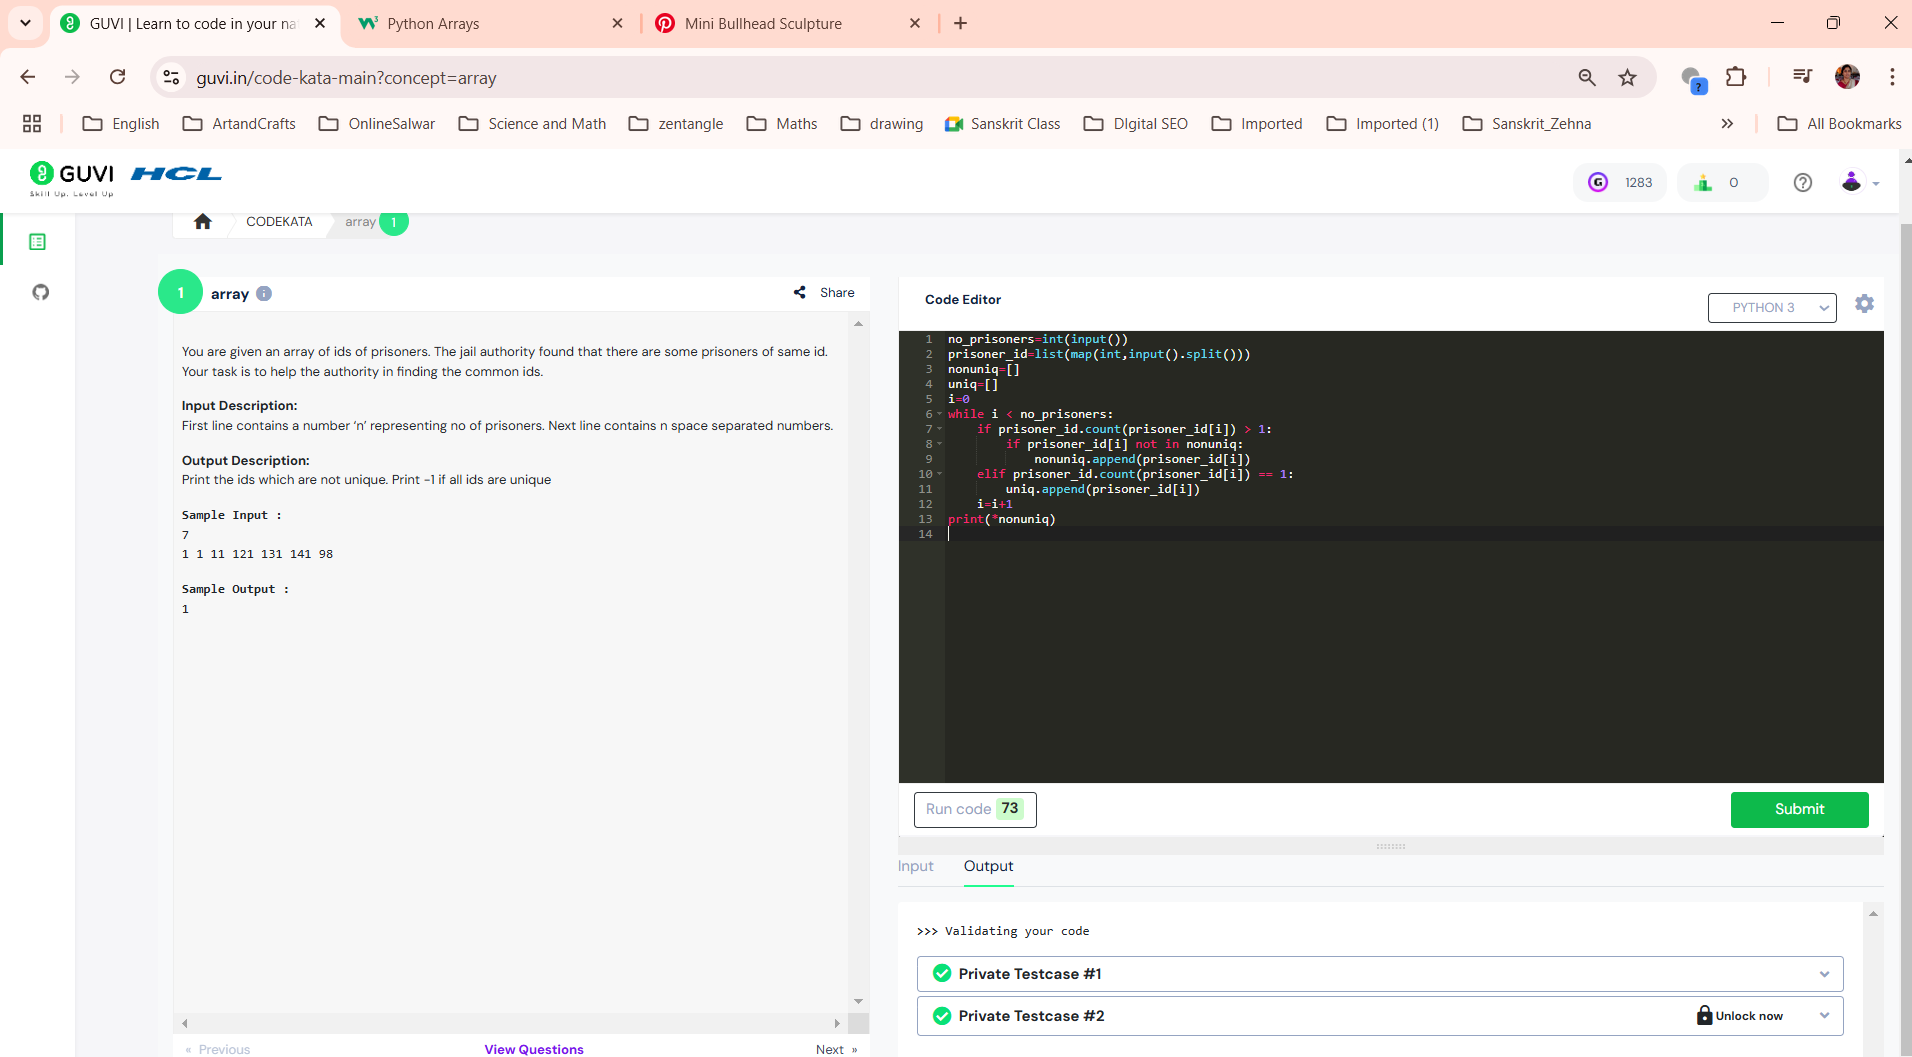 GUVI | Learn to code in your na
Python Arrays
Mini Bullhead Sculpture
guvi.in/code-kata-main?concept=array
English
ArtandCrafts
OnlineSalwar
Science and Math
zentangle
Maths
drawing
Sanskrit Class
DIgital SEO
Imported
Imported (1)
Sanskrit_Zehna
All Bookmarks
GUVI
Skill Up. Level Up
HCL
G
1283
0
CODEKATA
array
1
1
array
Share
You are given an array of ids of prisoners. The jail authority found that there are some prisoners of same id.
Your task is to help the authority in finding the common ids.
Input Description:
First line contains a number ‘n’ representing no of prisoners. Next line contains n space separated numbers.
Output Description:
Print the ids which are not unique. Print -1 if all ids are unique
Sample Input :
7
1 1 11 121 131 141 98
Sample Output :
1
« Previous
View Questions
Next »
Code Editor
PYTHON 3
1 no_prisoners=int(input())
2 prisoner_id=list(map(int,input().split()))
3 nonuniq=[]
4 uniq=[]
5 i=0
6 while i < no_prisoners:
7 if prisoner_id.count(prisoner_id[i]) > 1:
8 if prisoner_id[i] not in nonuniq:
9 nonuniq.append(prisoner_id[i])
10 elif prisoner_id.count(prisoner_id[i]) == 1:
11 uniq.append(prisoner_id[i])
12 i=i+1
13 print(*nonuniq)
14
Run code 73
Submit
Input
Output
>>> Validating your code
Private Testcase #1
Private Testcase #2
Unlock now